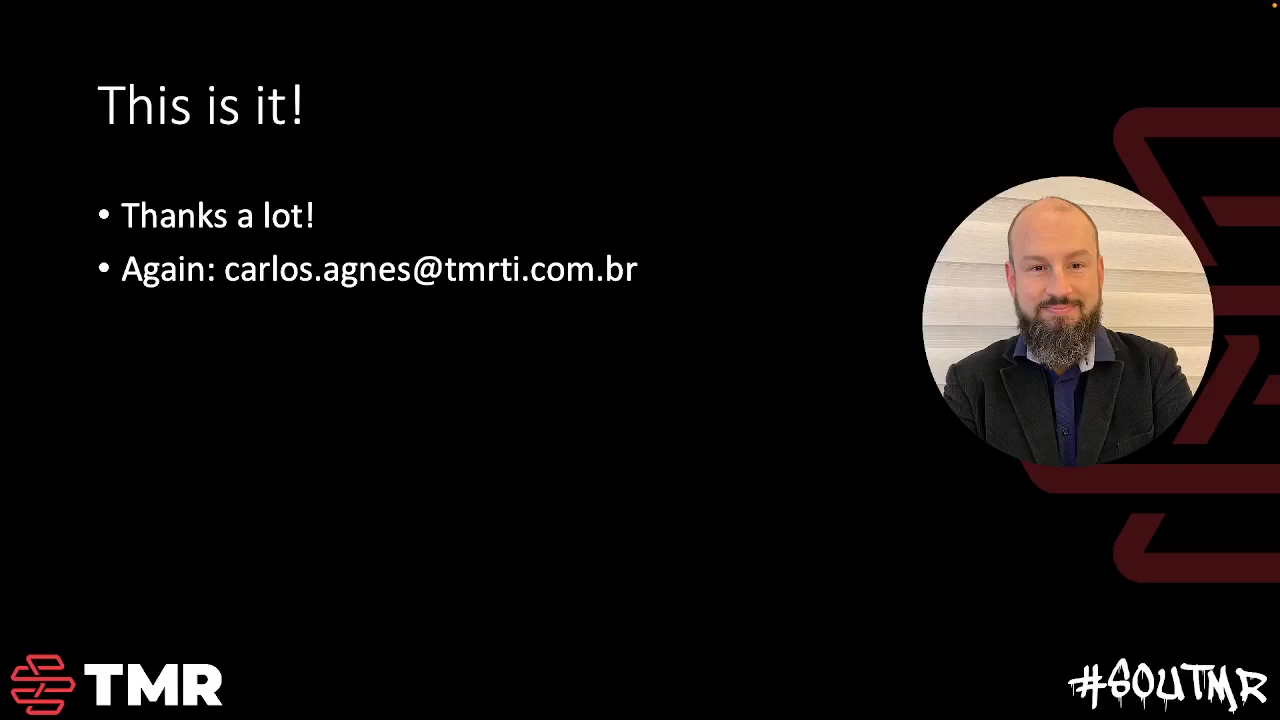 This is it!
• Thanks a lot!
• Again: carlos.agnes@tmrti.com.br
TMR
#SOUTMR